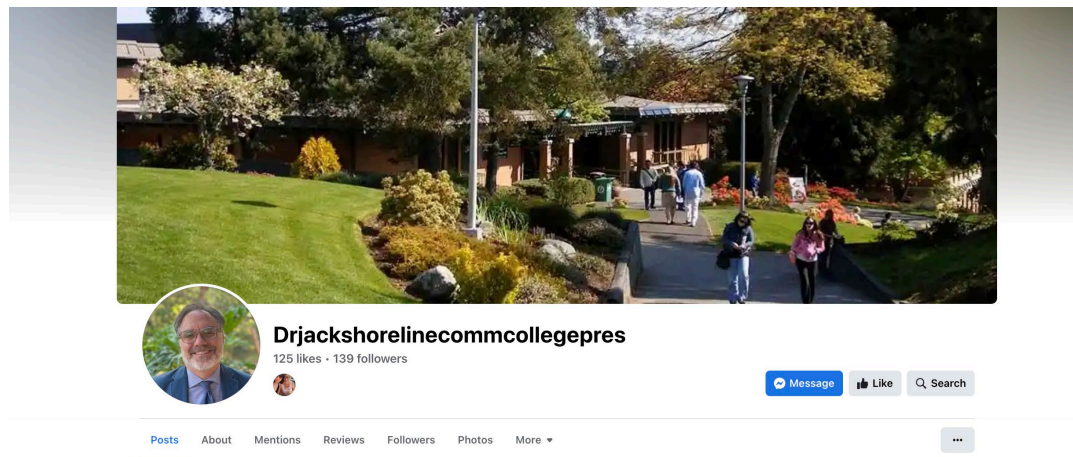 Drjackshorelinecommcollegepres
125 likes · 139 followers
Message Like Search
Posts About Mentions Reviews Followers Photos More